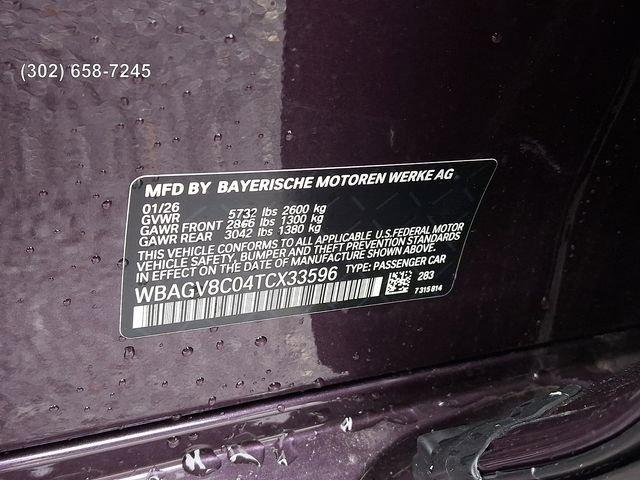 (302) 658-7245
MFD BY BAYERISCHE MOTOREN WERKE AG
01/26
GVWR 5732 lbs 2600 kg
GAWR FRONT 2866 lbs 1300 kg
GAWR REAR 3042 lbs 1380 kg
THIS VEHICLE CONFORMS TO ALL APPLICABLE U.S. FEDERAL MOTOR
VEHICLE SAFETY, BUMPER AND THEFT PREVENTION STANDARDS
IN EFFECT ON THE DATE OF MANUFACTURE SHOWN ABOVE.
WBAGV8C04TCX33596 TYPE: PASSENGER CAR
283
7315814